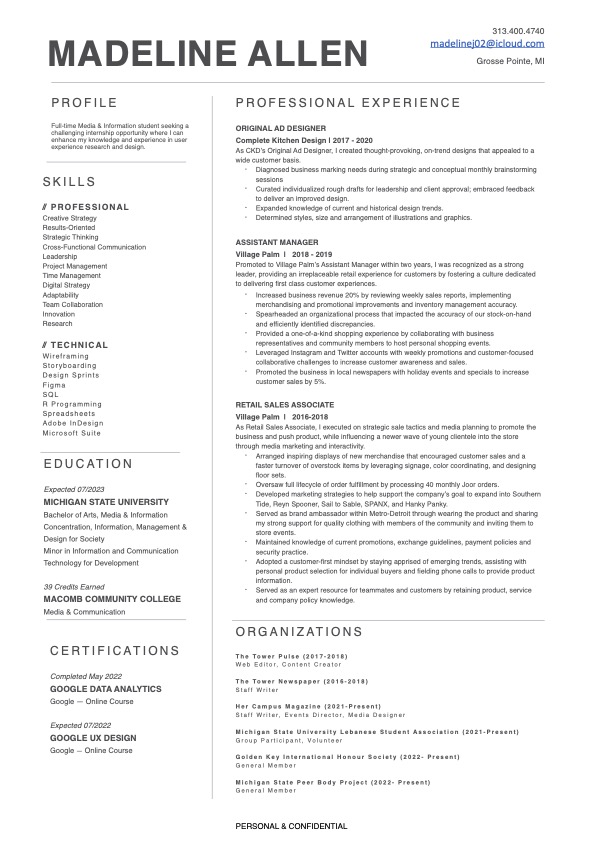 MADELINE ALLEN
313.400.4740
madelinej02@icloud.com
Grosse Pointe, MI
PROFILE
Full-time Media & Information student seeking a
challenging internship opportunity where I can
enhance my knowledge and experience in user
experience research and design.
SKILLS
// PROFESSIONAL
Creative Strategy
Results-Oriented
Strategic Thinking
Cross-Functional Communication
Leadership
Project Management
Time Management
Digital Strategy
Adaptability
Team Collaboration
Innovation
Research
// TECHNICAL
Wireframing
Storyboarding
Design Sprints
Figma
SQL
R Programming
Spreadsheets
Adobe InDesign
Microsoft Suite
EDUCATION
Expected 07/2023
MICHIGAN STATE UNIVERSITY
Bachelor of Arts, Media & Information
Concentration, Information, Management &
Design for Society
Minor in Information and Communication
Technology for Development
39 Credits Earned
MACOMB COMMUNITY COLLEGE
Media & Communication
CERTIFICATIONS
Completed May 2022
GOOGLE DATA ANALYTICS
Google — Online Course
Expected 07/2022
GOOGLE UX DESIGN
Google — Online Course
PROFESSIONAL EXPERIENCE
ORIGINAL AD DESIGNER
Complete Kitchen Design I 2017 - 2020
As CKD's Original Ad Designer, I created thought-provoking, on-trend designs that appealed to a
wide customer basis.
- Diagnosed business marking needs during strategic and conceptual monthly brainstorming
sessions
- Curated individualized rough drafts for leadership and client approval; embraced feedback
to deliver an improved design.
- Expanded knowledge of current and historical design trends.
- Determined styles, size and arrangement of illustrations and graphics.
ASSISTANT MANAGER
Village Palm I 2018 - 2019
Promoted to Village Palm's Assistant Manager within two years, I was recognized as a strong
leader, providing an irreplaceable retail experience for customers by fostering a culture dedicated
to delivering first class customer experiences.
- Increased business revenue 20% by reviewing weekly sales reports, implementing
merchandising and promotional improvements and inventory management accuracy.
- Spearheaded an organizational process that impacted the accuracy of our stock-on-hand
and efficiently identified discrepancies.
- Provided a one-of-a-kind shopping experience by collaborating with business
representatives and community members to host personal shopping events.
- Leveraged Instagram and Twitter accounts with weekly promotions and customer-focused
collaborative challenges to increase customer awareness and sales.
- Promoted the business in local newspapers with holiday events and specials to increase
customer sales by 5%.
RETAIL SALES ASSOCIATE
Village Palm I 2016-2018
As Retail Sales Associate, I executed on strategic sale tactics and media planning to promote the
business and push product, while influencing a newer wave of young clientele into the store
through media marketing and interactivity.
- Arranged inspiring displays of new merchandise that encouraged customer sales and a
faster turnover of overstock items by leveraging signage, color coordinating, and designing
floor sets.
- Oversaw full lifecycle of order fulfillment by processing 40 monthly Joor orders.
- Developed marketing strategies to help support the company's goal to expand into Southern
Tide, Reyn Spooner, Sail to Sable, SPANX, and Hanky Panky.
- Served as brand ambassador within Metro-Detroit through wearing the product and sharing
my strong support for quality clothing with members of the community and inviting them to
store events.
- Maintained knowledge of current promotions, exchange guidelines, payment policies and
security practice.
- Adopted a customer-first mindset by staying apprised of emerging trends, assisting with
personal product selection for individual buyers and fielding phone calls to provide product
information.
- Served as an expert resource for teammates and customers by retaining product, service
and company policy knowledge.
ORGANIZATIONS
The Tower Pulse (2017-2018)
Web Editor, Content Creator
The Tower Newspaper (2016-2018)
Staff Writer
Her Campus Magazine (2021-Present)
Staff Writer, Events Director, Media Designer
Michigan State University Lebanese Student Association (2021-Present)
Group Participant, Volunteer
Golden Key International Honour Society (2022- Present)
General Member
Michigan State Peer Body Project (2022- Present)
General Member
PERSONAL & CONFIDENTIAL